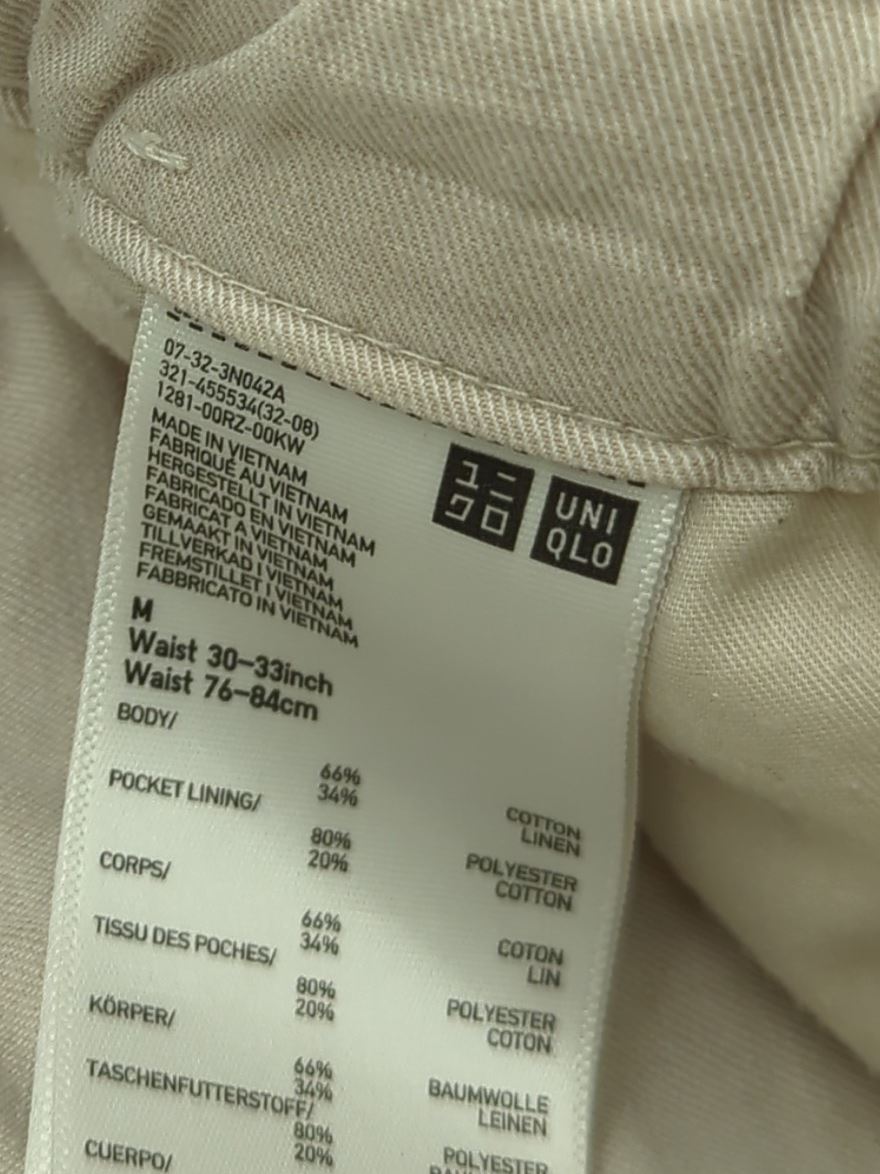 07-32-3N042A
321-455534(32-08)
1281-00RZ-00KW
MADE IN VIETNAM
FABRIQUÉ AU VIETNAM
HERGESTELLT IN VIETNAM
FABRICADO EN VIETNAM
FABRICAT A VIETNAM
GEMAAKT IN VIETNAM
TILLVERKAD I VIETNAM
FREMSTILLET I VIETNAM
FABBRICATO IN VIETNAM
ユニ
クロ
UNI
QLO
M
Waist 30-33inch
Waist 76-84cm
BODY/
66% COTTON
34% LINEN
POCKET LINING/
80% POLYESTER
20% COTTON
CORPS/
66% COTON
34% LIN
TISSU DES POCHES/
80% POLYESTER
20% COTON
KÖRPER/
66% BAUMWOLLE
34% LEINEN
TASCHENFUTTERSTOFF/
80% POLYESTER
20%
CUERPO/